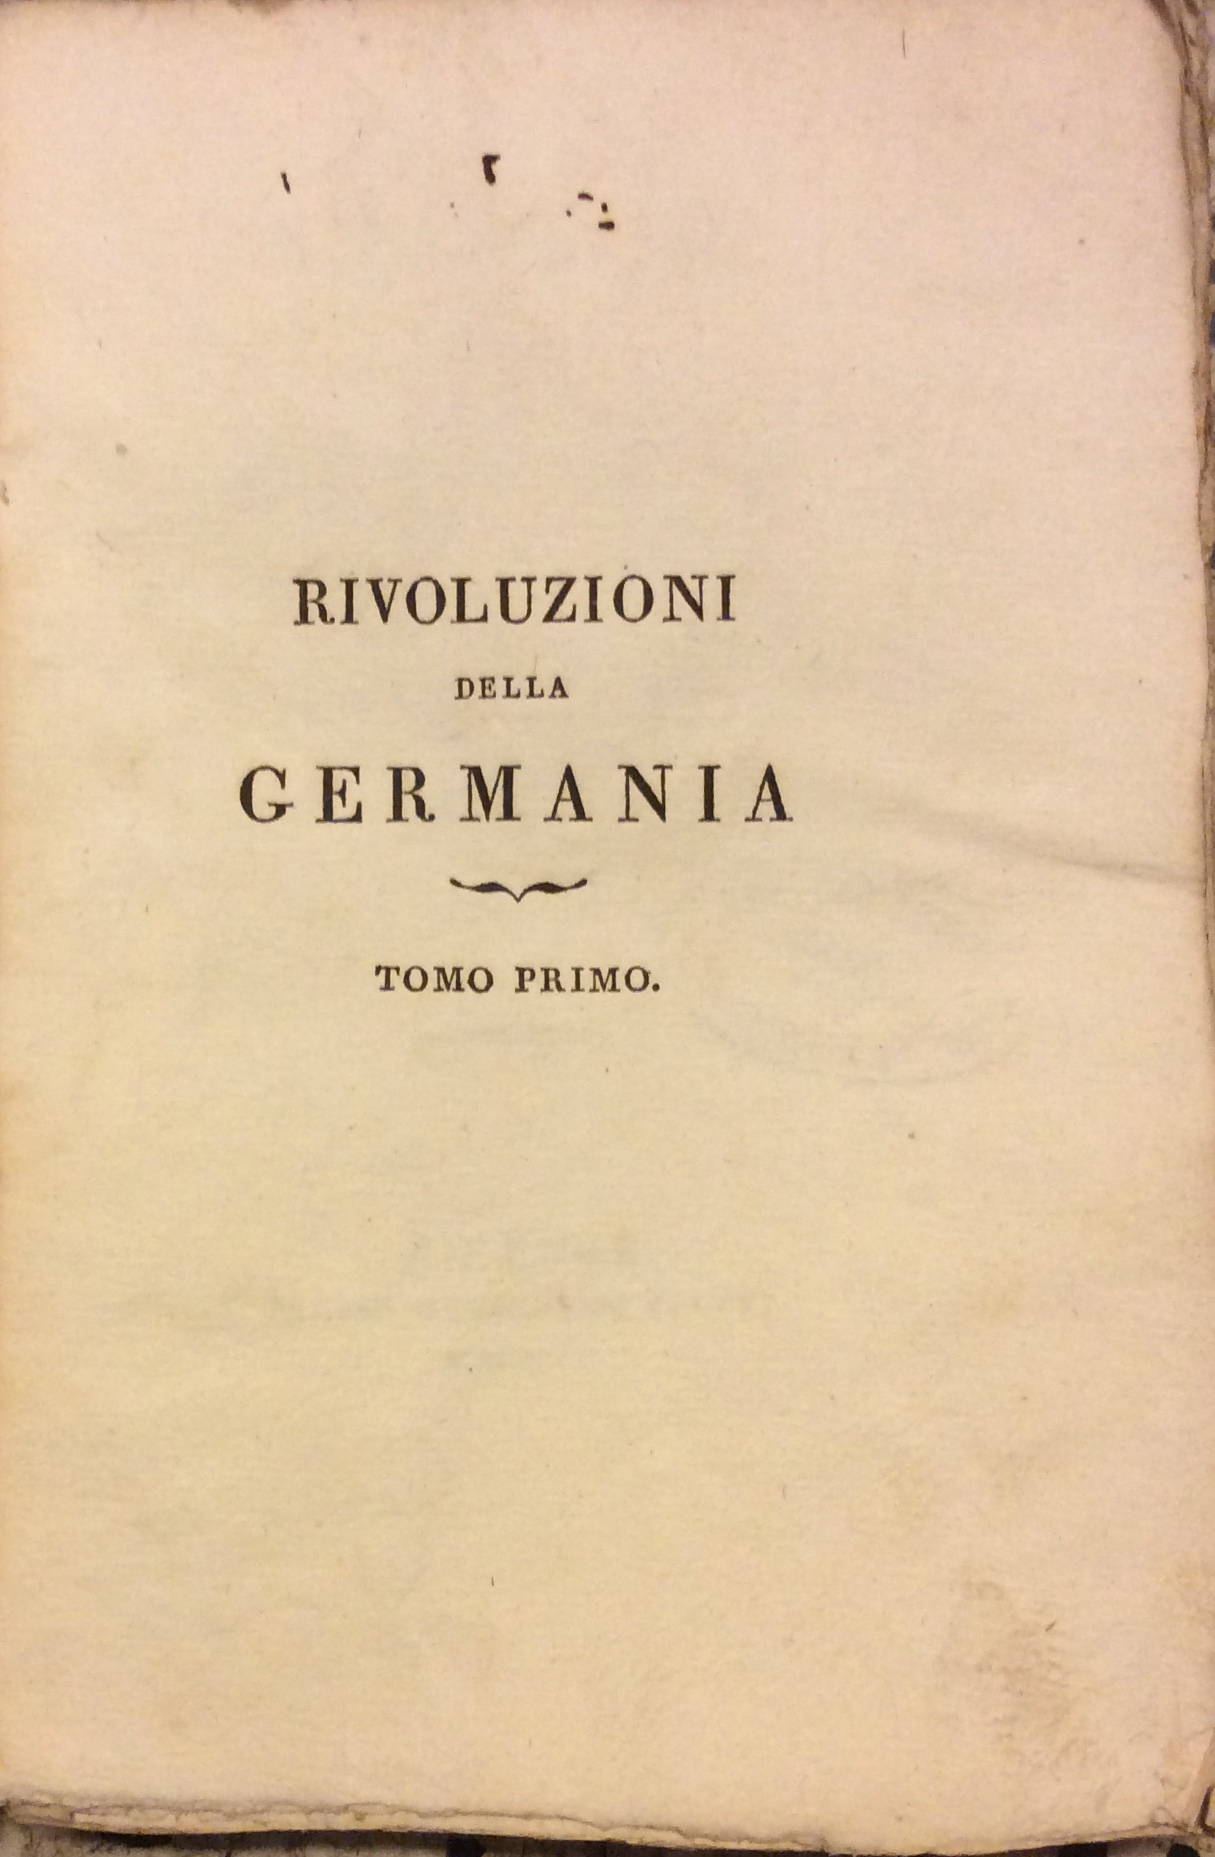 RIVOLUZIONI
DELLA
GERMANIA
TOMO PRIMO.